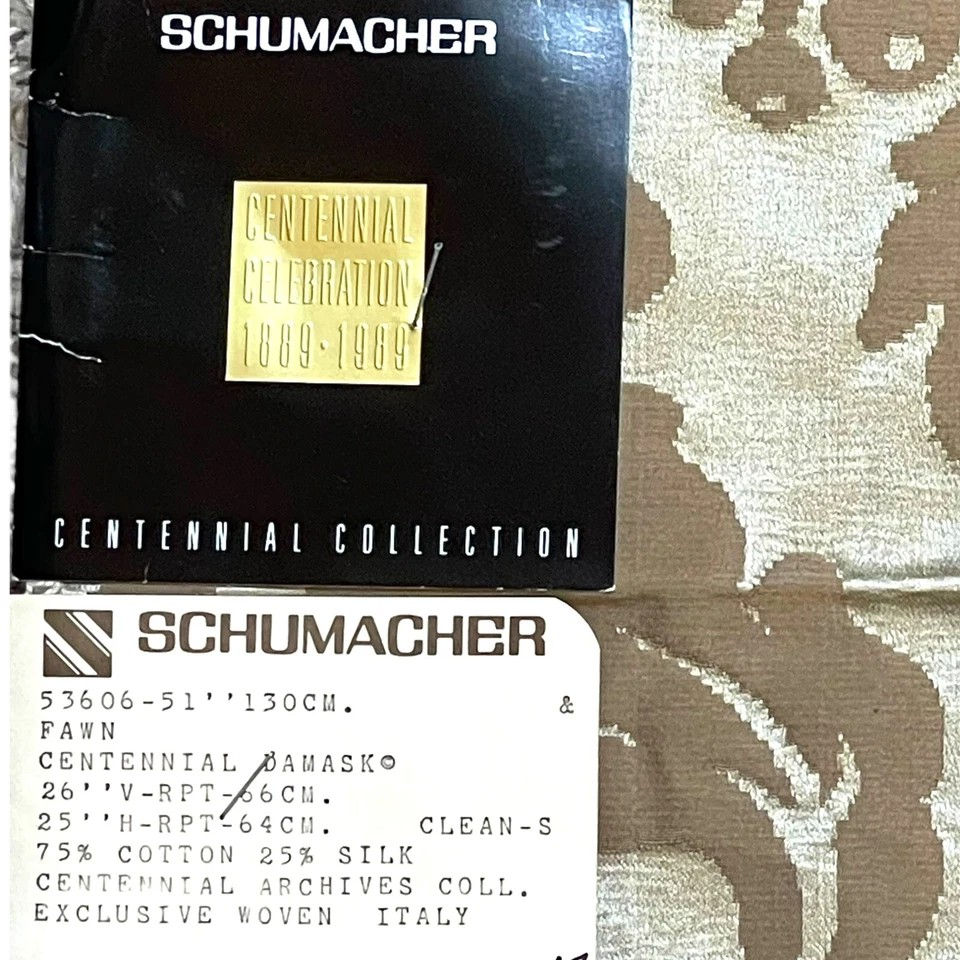 SCHUMACHER
CENTENNIAL
CELEBRATION
1889·1989
CENTENNIAL COLLECTION
SCHUMACHER
53606-51''130CM. &
FAWN
CENTENNIAL DAMASK©
26''V-RPT-66CM.
25''H-RPT-64CM. CLEAN-S
75% COTTON 25% SILK
CENTENNIAL ARCHIVES COLL.
EXCLUSIVE WOVEN ITALY